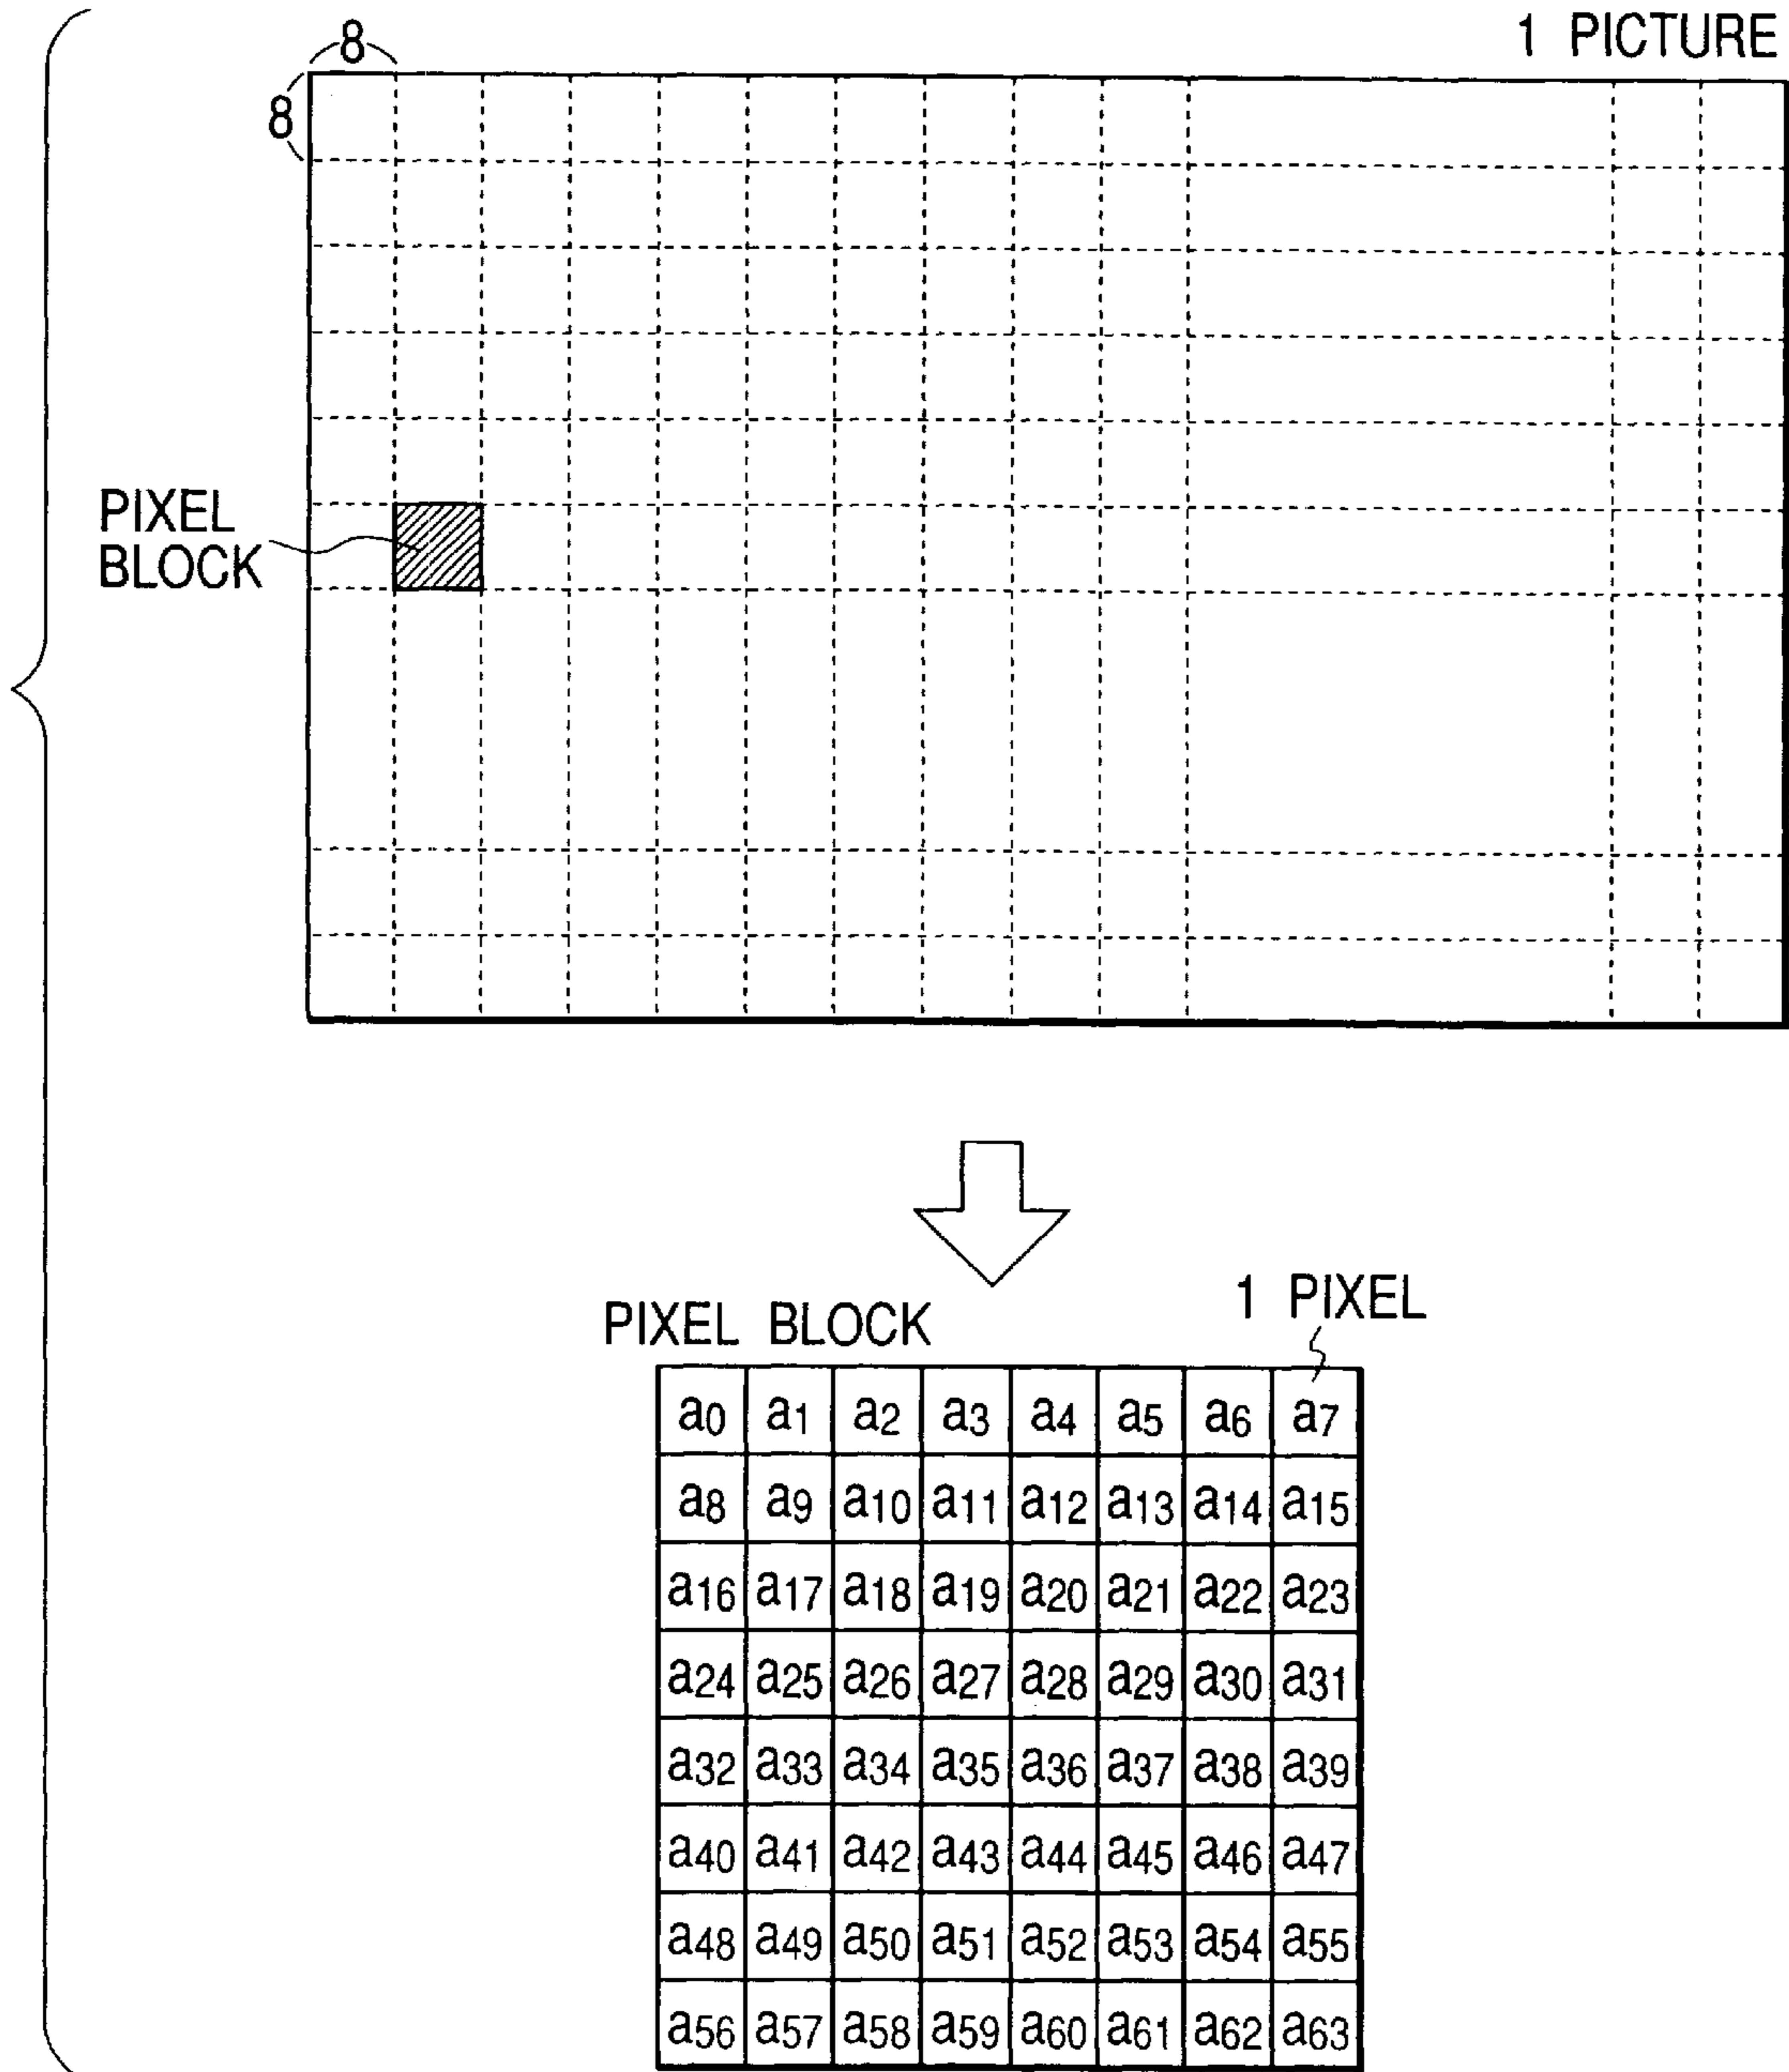 1 PICTURE
8
8
PIXEL
BLOCK
PIXEL BLOCK
1 PIXEL
a0 a1 a2 a3 a4 a5 a6 a7
a8 a9 a10 a11 a12 a13 a14 a15
a16 a17 a18 a19 a20 a21 a22 a23
a24 a25 a26 a27 a28 a29 a30 a31
a32 a33 a34 a35 a36 a37 a38 a39
a40 a41 a42 a43 a44 a45 a46 a47
a48 a49 a50 a51 a52 a53 a54 a55
a56 a57 a58 a59 a60 a61 a62 a63